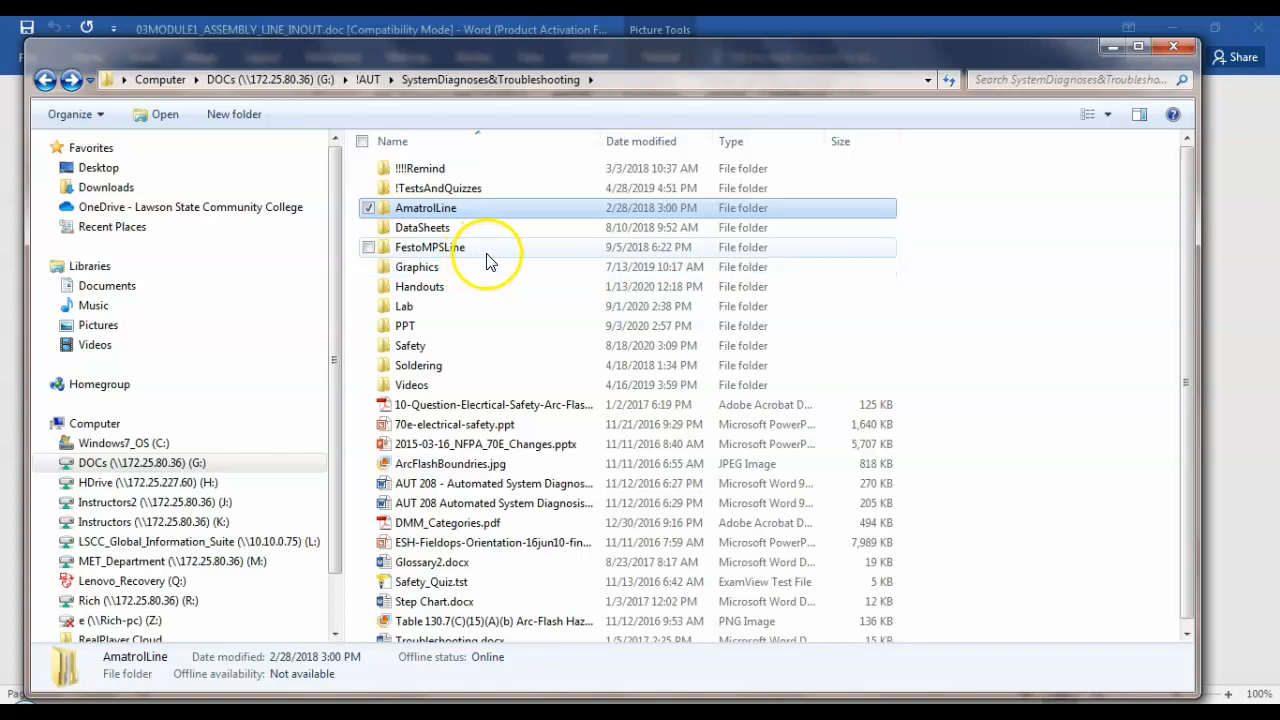 03MODULE1_ASSEMBLY_LINE_INOUT.doc [Compatibility Mode] - Word (Product Activation F... Picture Tools
Share
Computer DOCs (\\172.25.80.36) (G:) !AUT SystemDiagnoses&Troubleshooting Search SystemDiagnoses&Troublesho...
Organize Open New folder
Name Date modified Type Size
Favorites
Desktop
Downloads
OneDrive - Lawson State Community College
Recent Places
Libraries
Documents
Music
Pictures
Videos
Homegroup
Computer
Windows7_OS (C:)
DOCs (\\172.25.80.36) (G:)
HDrive (\\172.25.227.60) (H:)
Instructors2 (\\172.25.80.36) (J:)
Instructors (\\172.25.80.36) (K:)
LSCC_Global_Information_Suite (\\10.10.0.75) (L:)
MET_Department (\\172.25.80.36) (M:)
Lenovo_Recovery (Q:)
Rich (\\172.25.80.36) (R:)
e (\\Rich-pc) (Z:)
RealPlayer Cloud
!!!!Remind 3/3/2018 10:37 AM File folder
!TestsAndQuizzes 4/28/2019 4:51 PM File folder
AmatrolLine 2/28/2018 3:00 PM File folder
DataSheets 8/10/2018 9:52 AM File folder
FestoMPSLine 9/5/2018 6:22 PM File folder
Graphics 7/13/2019 10:17 AM File folder
Handouts 1/13/2020 12:18 PM File folder
Lab 9/1/2020 2:38 PM File folder
PPT 9/3/2020 2:57 PM File folder
Safety 8/18/2020 3:09 PM File folder
Soldering 4/18/2018 1:34 PM File folder
Videos 4/16/2019 3:59 PM File folder
10-Question-Elecrtical-Safety-Arc-Flas... 1/2/2017 6:19 PM Adobe Acrobat D... 125 KB
70e-electrical-safety.ppt 11/21/2016 9:29 PM Microsoft PowerP... 1,640 KB
2015-03-16_NFPA_70E_Changes.pptx 11/11/2016 8:40 AM Microsoft PowerP... 5,707 KB
ArcFlashBoundries.jpg 11/11/2016 6:55 AM JPEG Image 818 KB
AUT 208 - Automated System Diagnos... 11/12/2016 6:27 PM Microsoft Word 9... 270 KB
AUT 208 Automated System Diagnosis... 11/12/2016 6:29 PM Microsoft Word 9... 205 KB
DMM_Categories.pdf 12/30/2016 9:16 PM Adobe Acrobat D... 494 KB
ESH-Fieldops-Orientation-16jun10-fin... 11/11/2016 7:59 AM Microsoft PowerP... 7,989 KB
Glossary2.docx 8/23/2017 8:17 AM Microsoft Word D... 19 KB
Safety_Quiz.tst 11/13/2016 6:42 AM ExamView Test File 5 KB
Step Chart.docx 1/3/2017 12:02 PM Microsoft Word D... 12 KB
Table 130.7(C)(15)(A)(b) Arc-Flash Haz... 11/12/2016 9:53 AM PNG Image 136 KB
Troubleshooting.docx 1/5/2017 2:25 PM Microsoft Word D... 15 KB
AmatrolLine Date modified: 2/28/2018 3:00 PM Offline status: Online
File folder Offline availability: Not available
100%